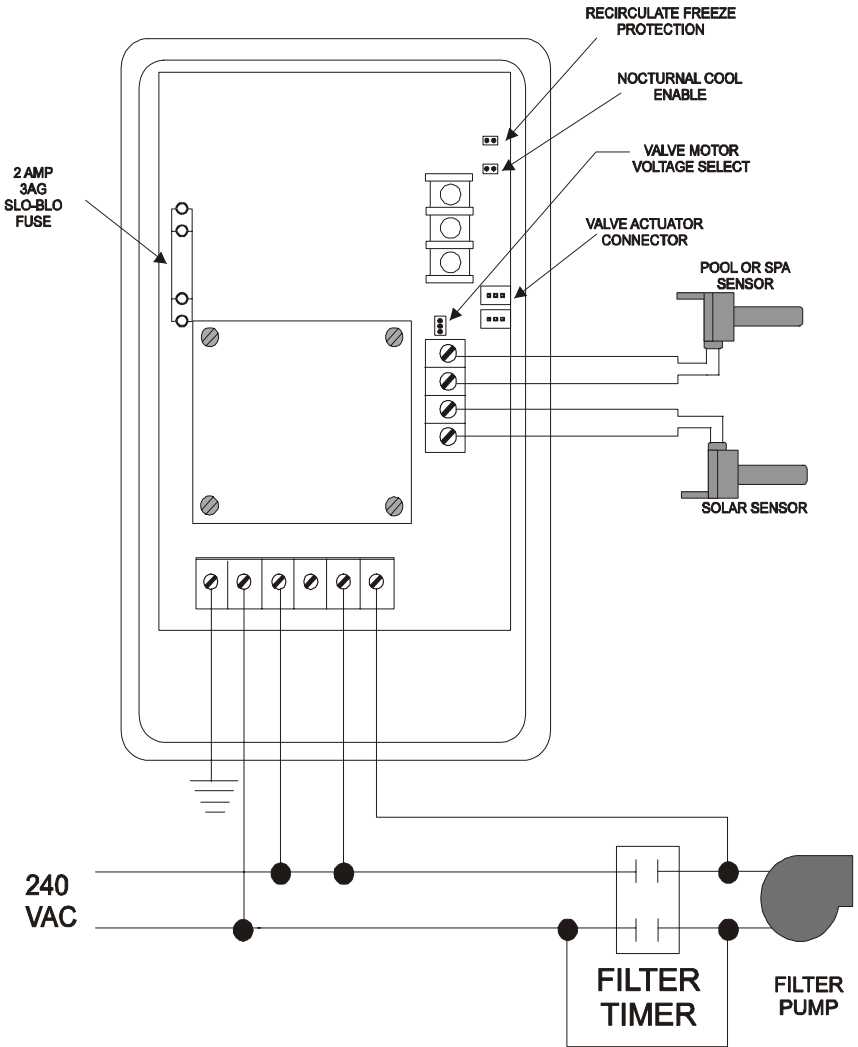 RECIRCULATE FREEZE
PROTECTION
NOCTURNAL COOL
ENABLE
VALVE MOTOR
VOLTAGE SELECT
2 AMP
3AG
SLO-BLO
FUSE
VALVE ACTUATOR
CONNECTOR
POOL OR SPA
SENSOR
SOLAR SENSOR
240
VAC
FILTER
TIMER
FILTER
PUMP